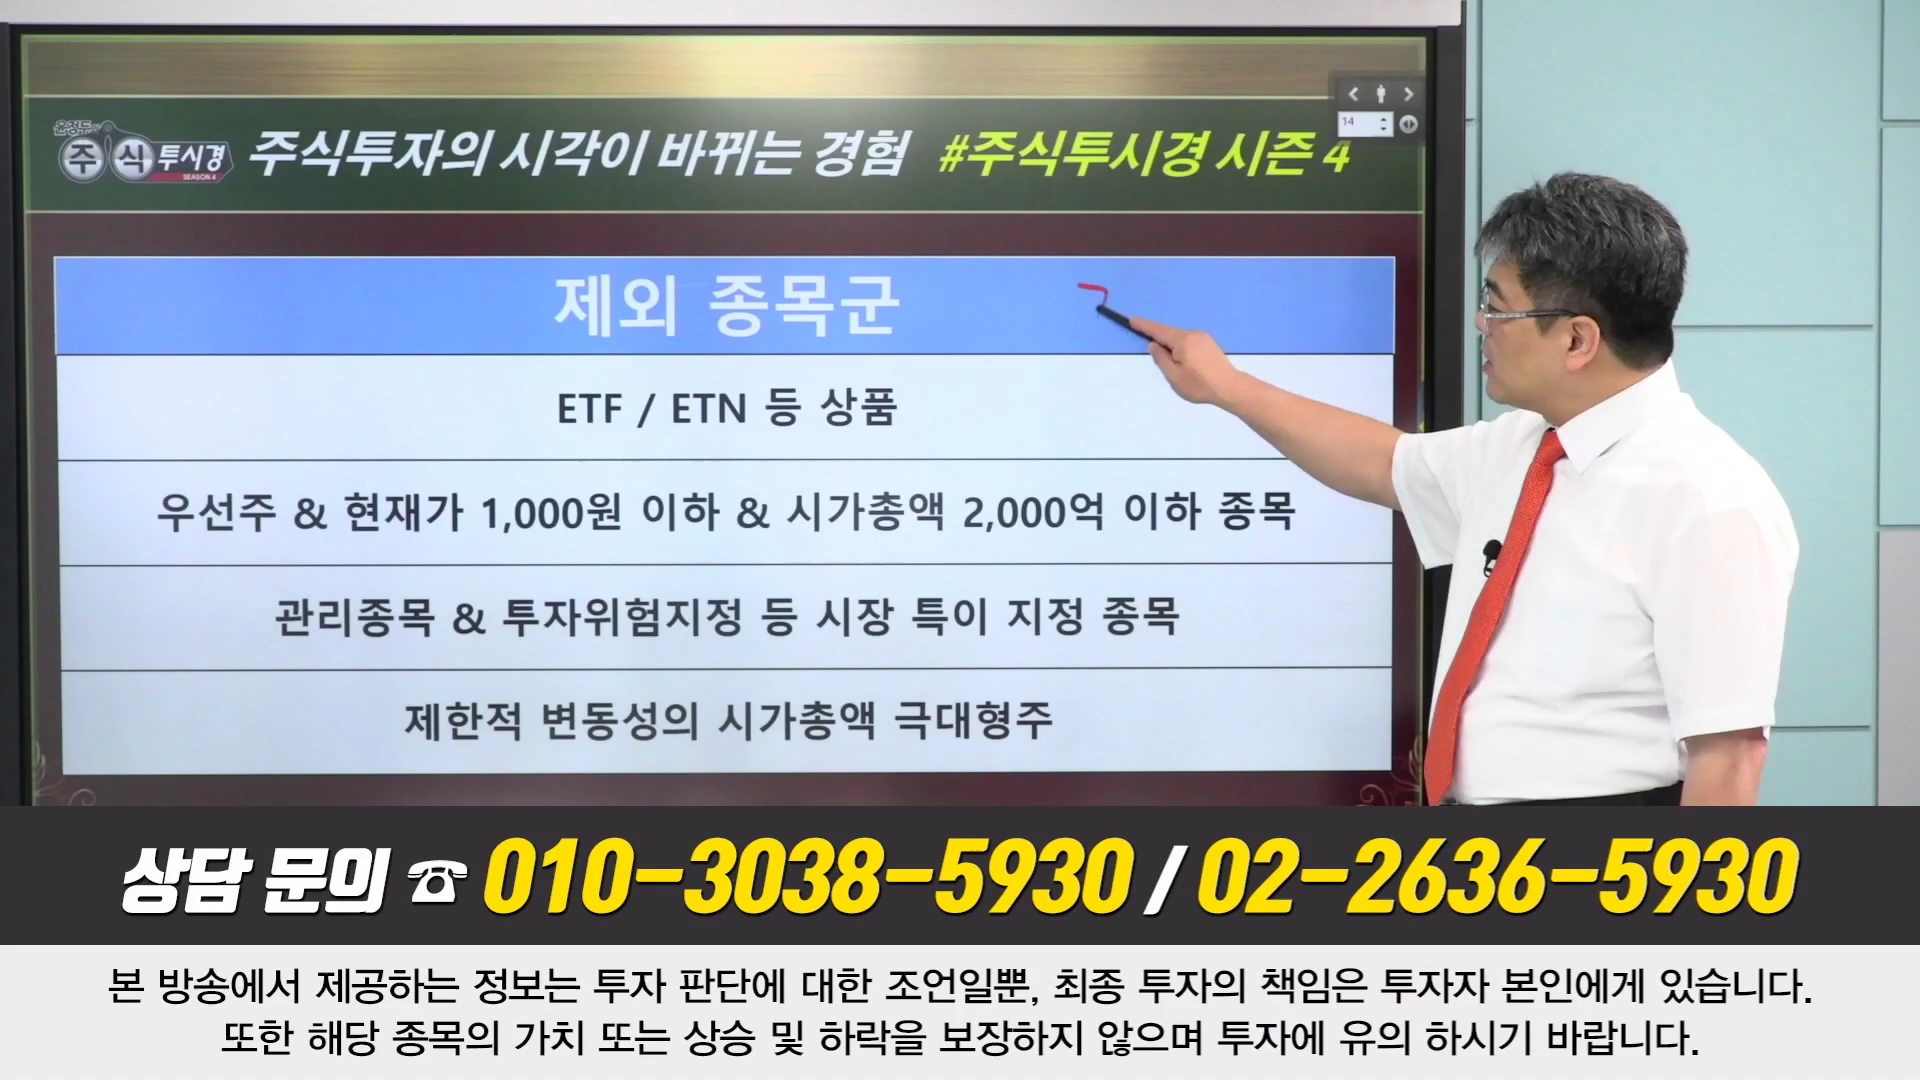 윤정두의
주식투시경
SEASON 4
주식투자의 시각이 바뀌는 경험 #주식투시경 시즌 4
14
제외 종목군
ETF / ETN 등 상품
우선주 & 현재가 1,000원 이하 & 시가총액 2,000억 이하 종목
관리종목 & 투자위험지정 등 시장 특이 지정 종목
제한적 변동성의 시가총액 극대형주
상담 문의 ☎ 010-3038-5930 / 02-2636-5930
본 방송에서 제공하는 정보는 투자 판단에 대한 조언일뿐, 최종 투자의 책임은 투자자 본인에게 있습니다.
또한 해당 종목의 가치 또는 상승 및 하락을 보장하지 않으며 투자에 유의 하시기 바랍니다.